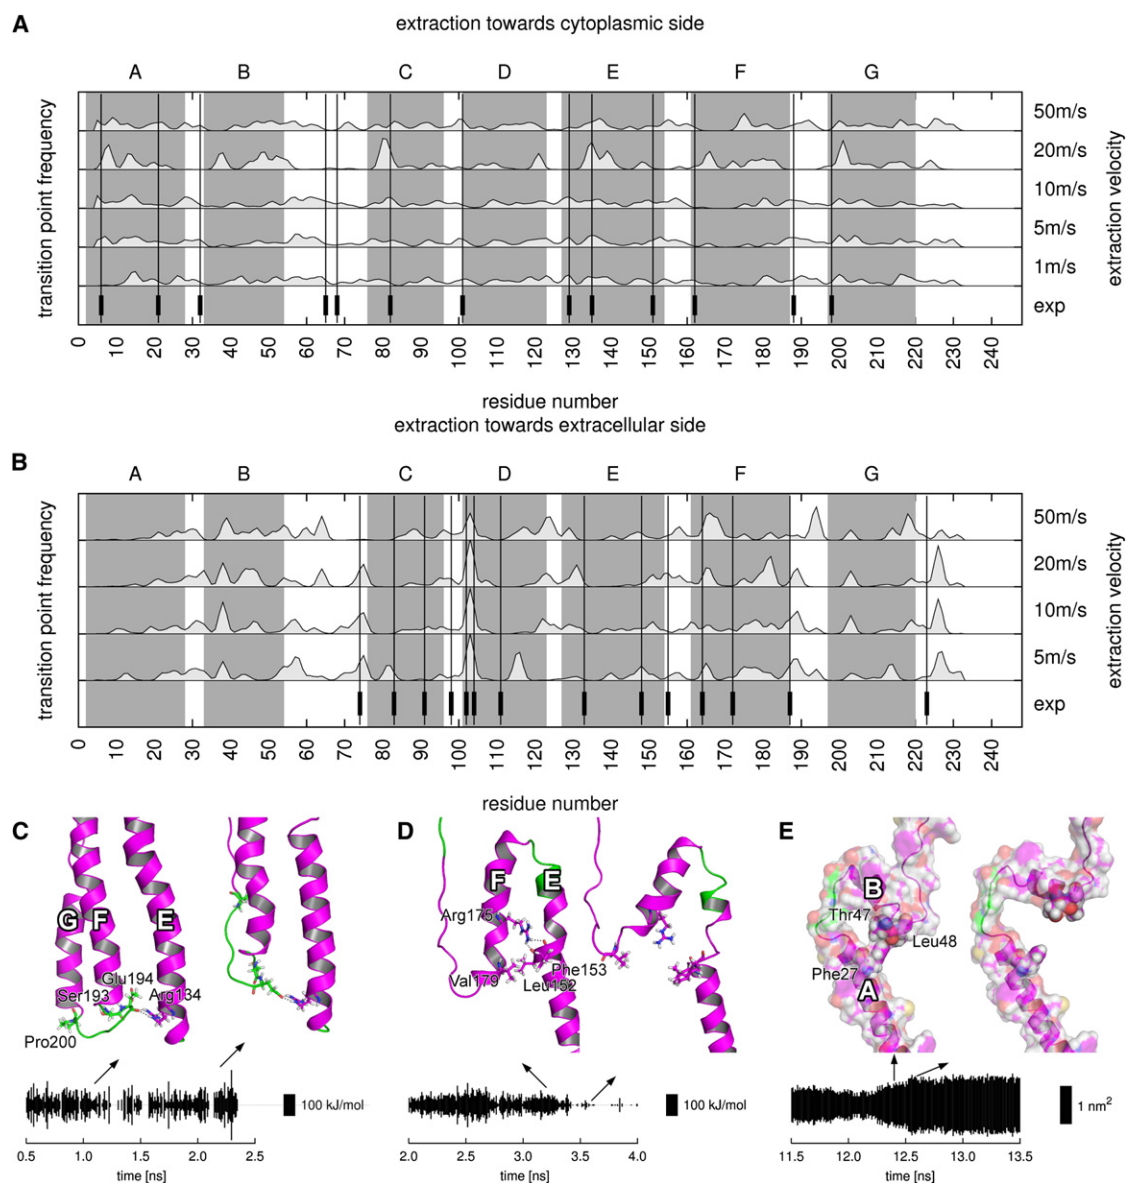 A
extraction towards cytoplasmic side
A B C D E F G
transition point frequency
50m/s
20m/s
10m/s
5m/s
1m/s
exp
extraction velocity
0 10 20 30 40 50 60 70 80 90 100 110 120 130 140 150 160 170 180 190 200 210 220 230 240
residue number
extraction towards extracellular side
B
A B C D E F G
transition point frequency
50m/s
20m/s
10m/s
5m/s
exp
extraction velocity
0 10 20 30 40 50 60 70 80 90 100 110 120 130 140 150 160 170 180 190 200 210 220 230 240
residue number
C
G F E
Glu194
Ser193 Arg134
Pro200
100 kJ/mol
0.5 1.0 1.5 2.0 2.5
time [ns]
D
F E
Arg175
Phe153
Val179 Leu152
100 kJ/mol
2.0 2.5 3.0 3.5 4.0
time [ns]
E
B
Thr47
Leu48
Phe27
A
1 nm²
11.5 12.0 12.5 13.0 13.5
time [ns]